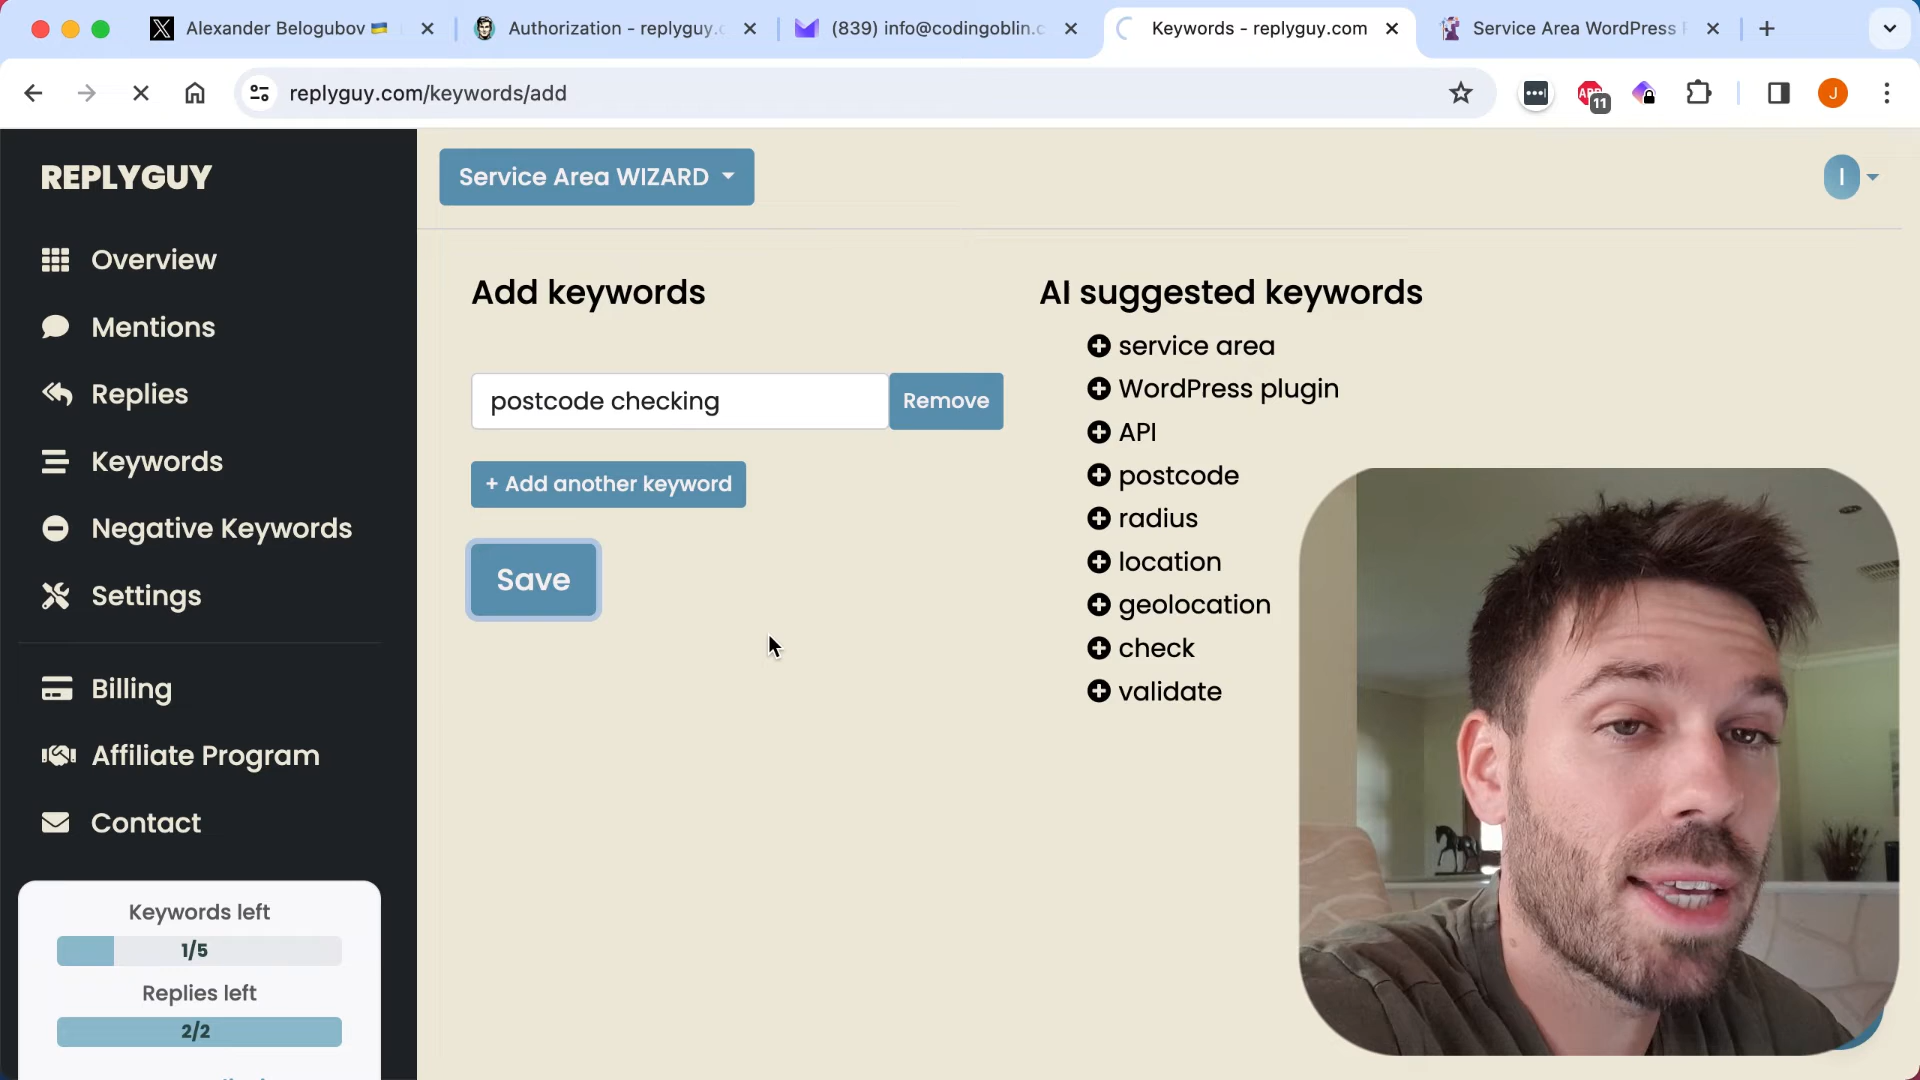 Alexander Belogubov
Authorization - replyguy.c
(839) info@codingoblin.c
Keywords - replyguy.com
Service Area WordPress
replyguy.com/keywords/add
11
J
REPLYGUY
Service Area WIZARD
I
Overview
Mentions
Replies
Keywords
Negative Keywords
Settings
Billing
Affiliate Program
Contact
Keywords left
1/5
Replies left
2/2
Add keywords
postcode checking
Remove
+ Add another keyword
Save
AI suggested keywords
service area
WordPress plugin
API
postcode
radius
location
geolocation
check
validate